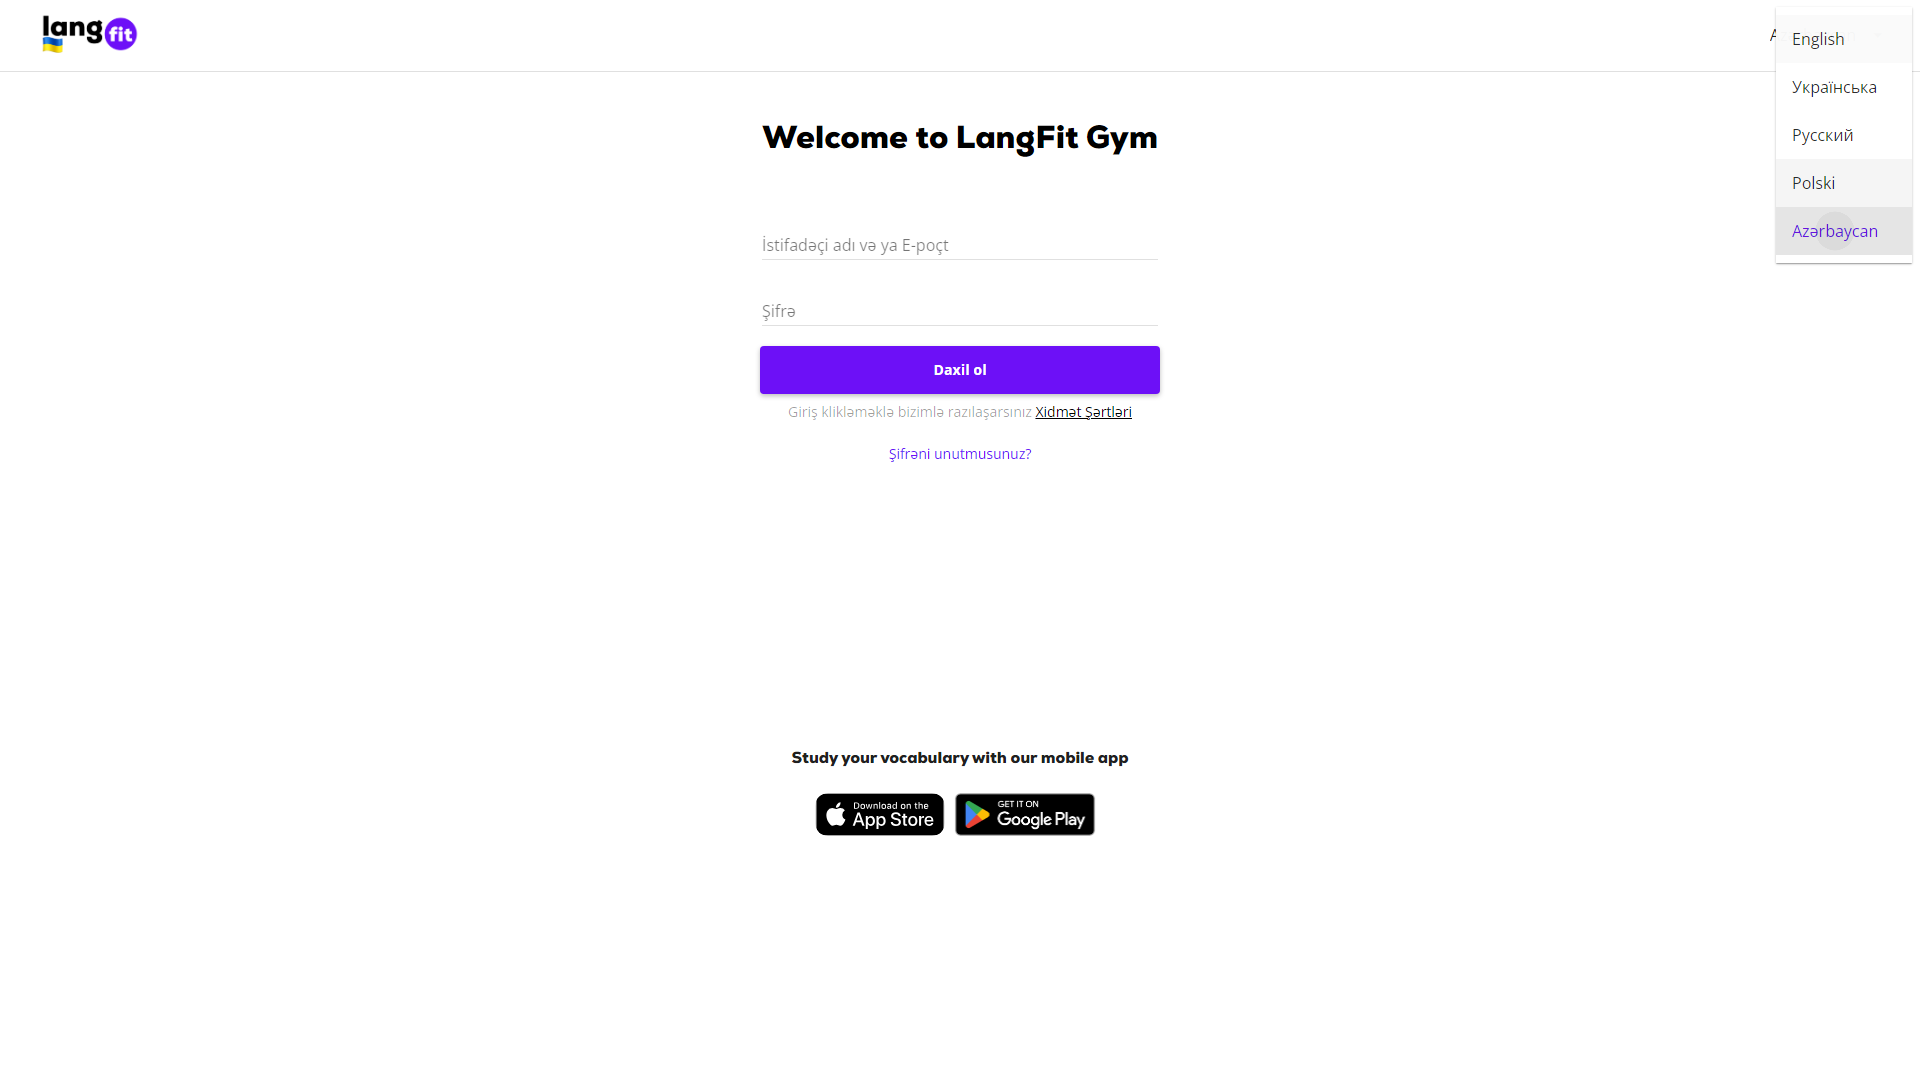 lang fit
English
Українська
Русский
Polski
Azərbaycan
Welcome to LangFit Gym
İstifadəçi adı və ya E-poçt
Şifrə
Daxil ol
Giriş klikləməklə bizimlə razılaşarsınız Xidmət Şərtləri
Şifrəni unutmusunuz?
Study your vocabulary with our mobile app
Download on the
App Store
GET IT ON
Google Play